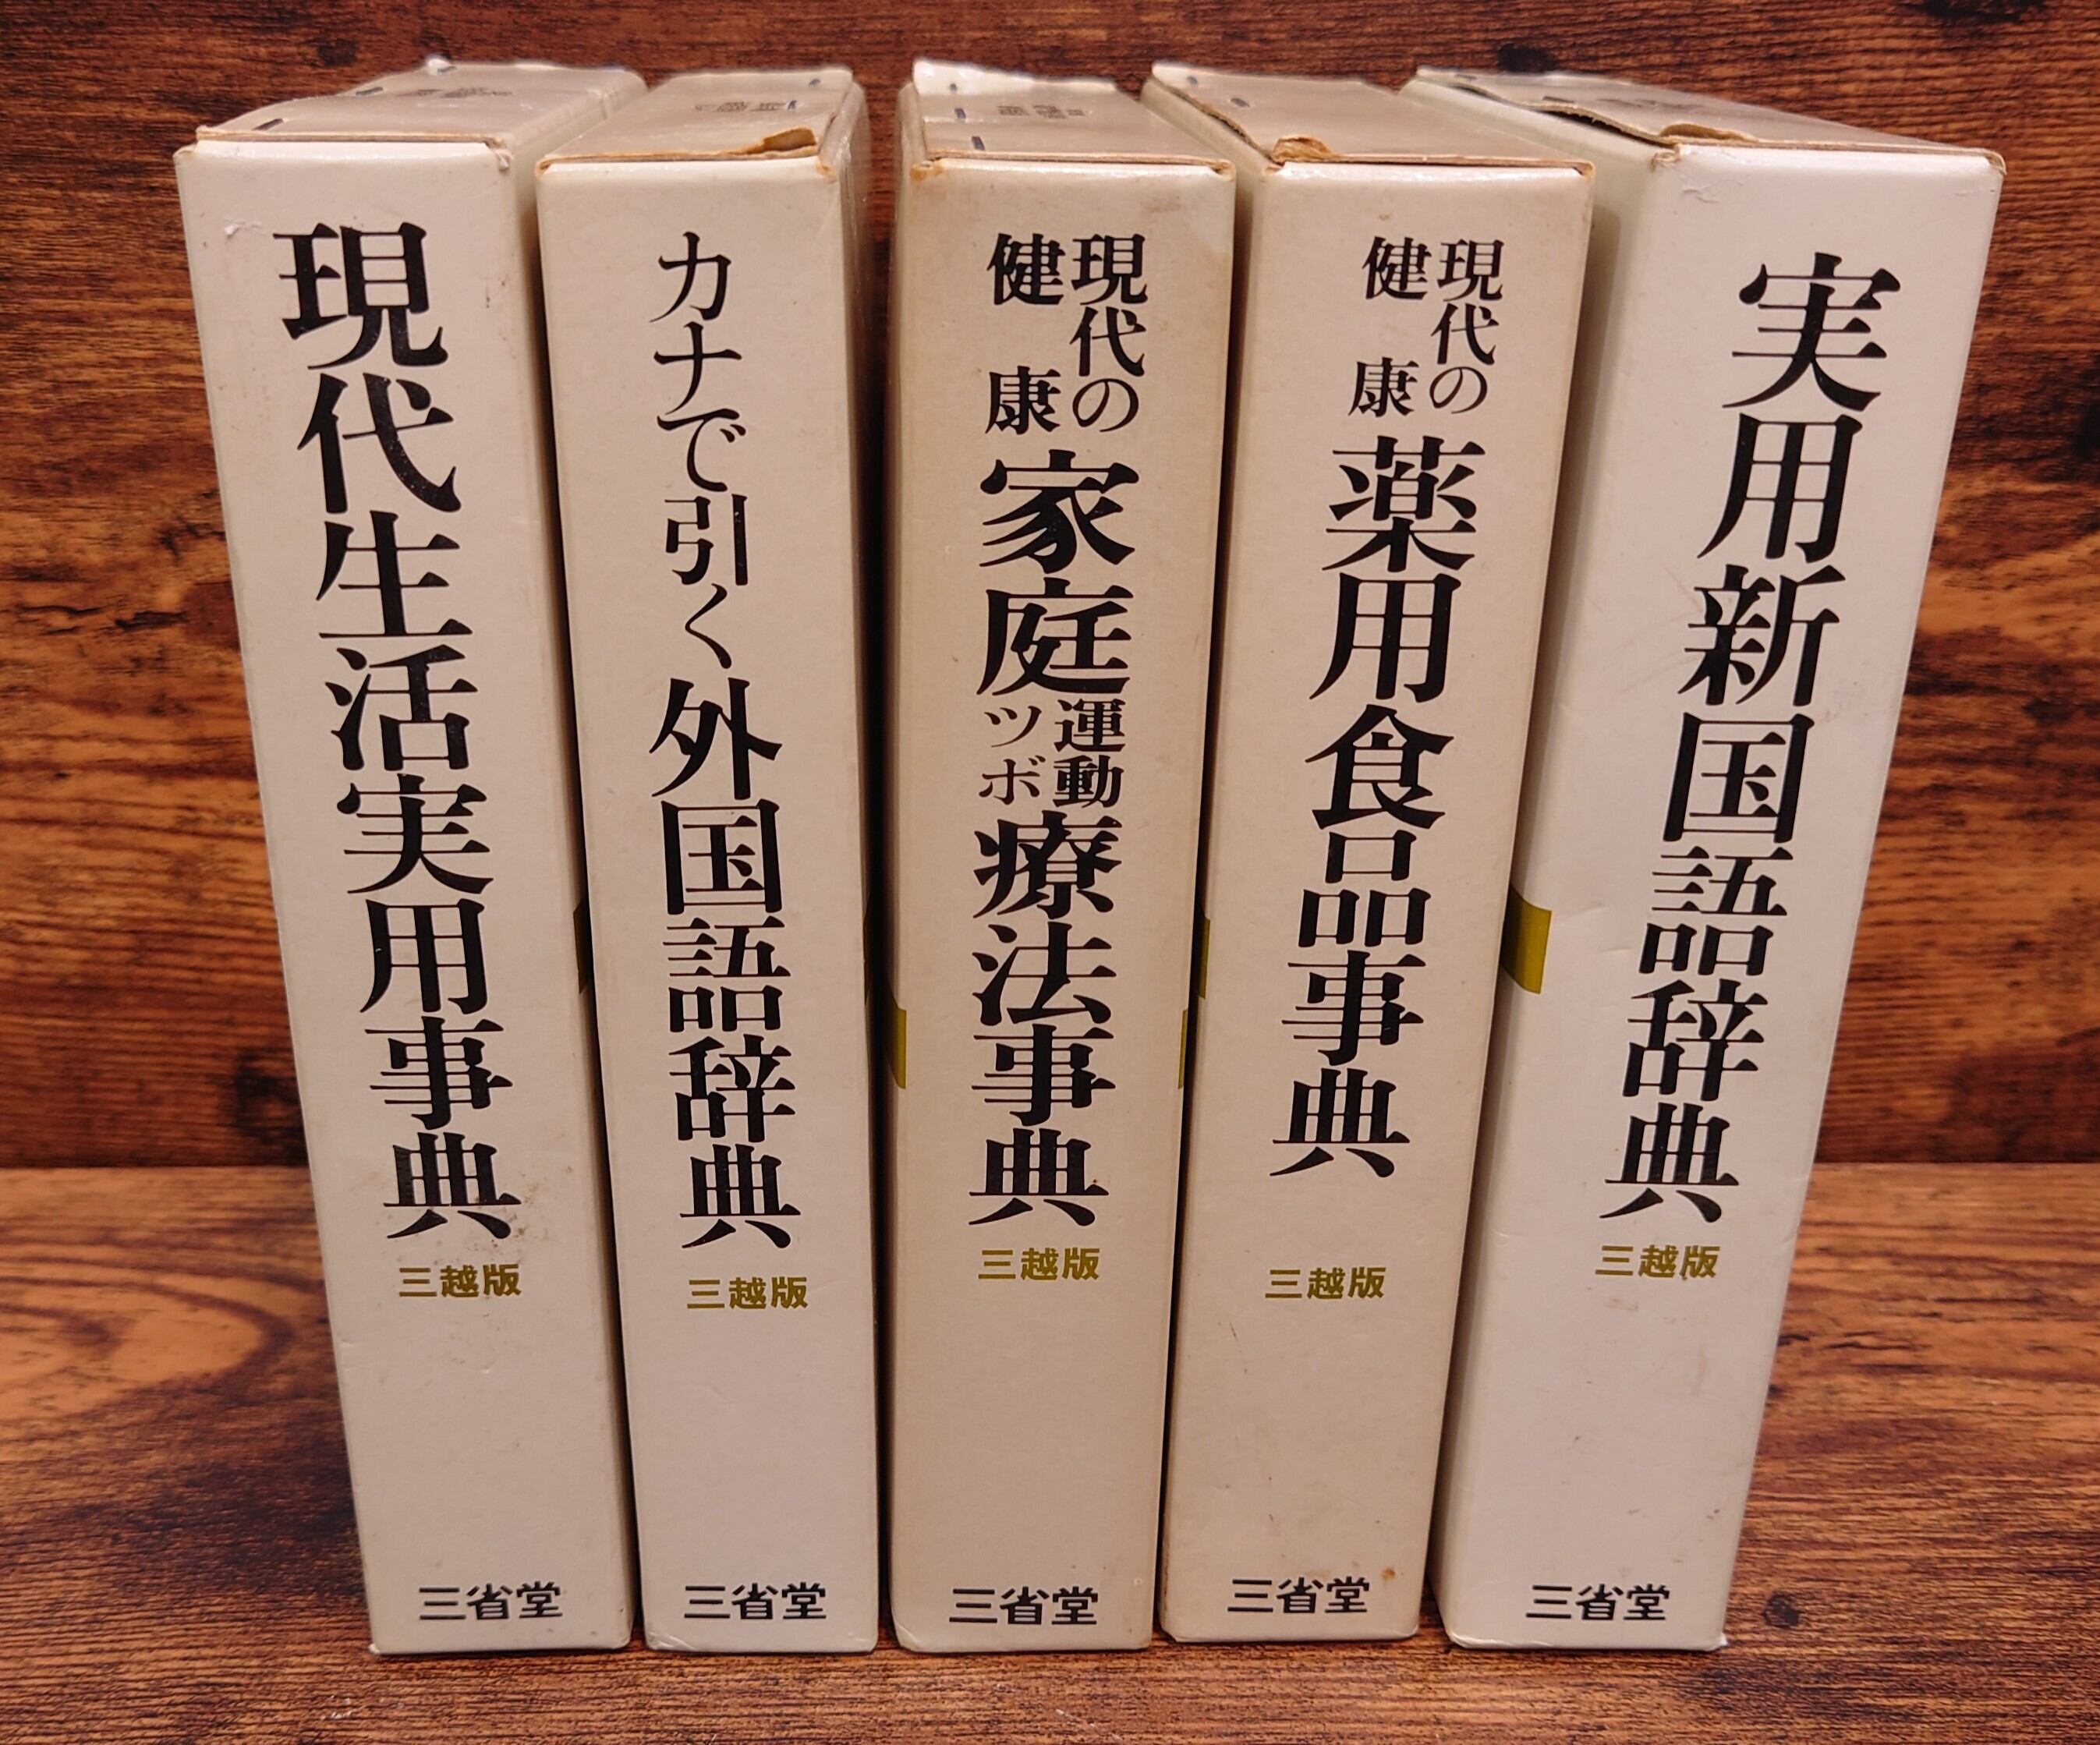 現代生活実用事典
三越版
三省堂
カナで引く外国語辞典
三越版
三省堂
現代の
健康
家庭
運動
ツボ
療法事典
三越版
三省堂
現代の
健康
薬用食品事典
三越版
三省堂
実用新国語辞典
三越版
三省堂